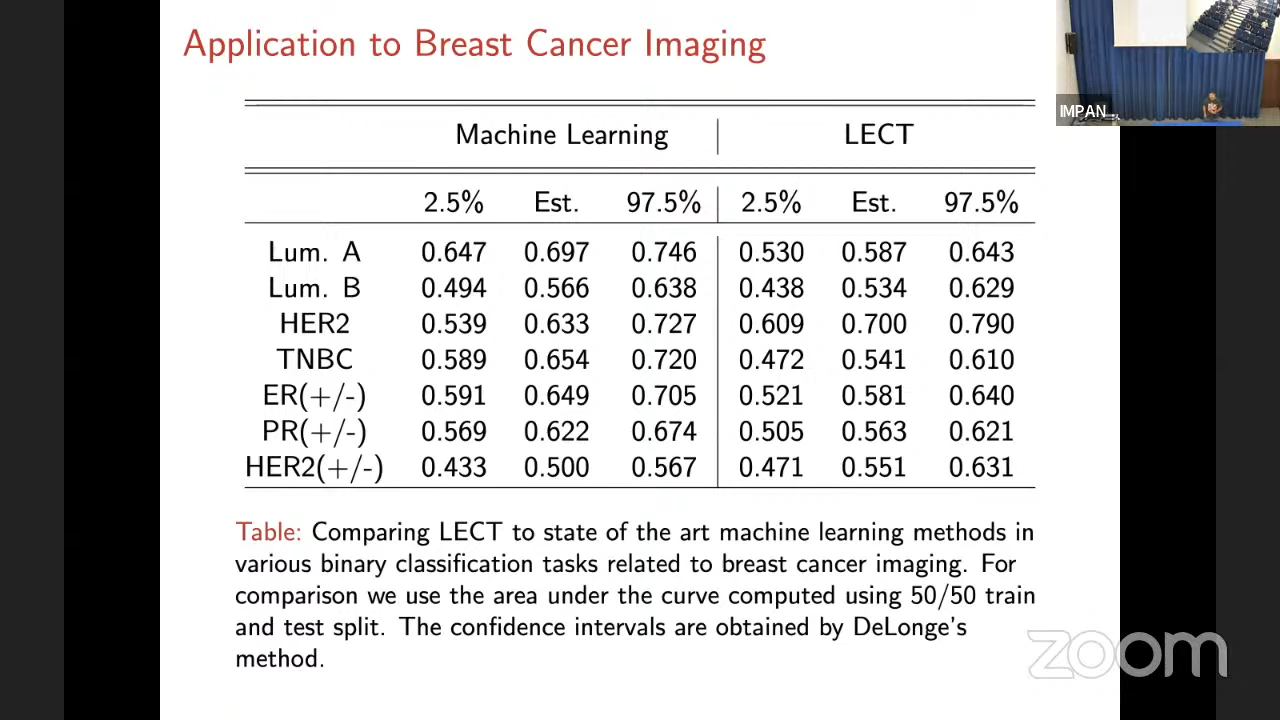 Application to Breast Cancer Imaging
IMPAN ...
Machine Learning | LECT
2.5% Est. 97.5% 2.5% Est. 97.5%
Lum. A 0.647 0.697 0.746 0.530 0.587 0.643
Lum. B 0.494 0.566 0.638 0.438 0.534 0.629
HER2 0.539 0.633 0.727 0.609 0.700 0.790
TNBC 0.589 0.654 0.720 0.472 0.541 0.610
ER(+/-) 0.591 0.649 0.705 0.521 0.581 0.640
PR(+/-) 0.569 0.622 0.674 0.505 0.563 0.621
HER2(+/-) 0.433 0.500 0.567 0.471 0.551 0.631
Table: Comparing LECT to state of the art machine learning methods in
various binary classification tasks related to breast cancer imaging. For
comparison we use the area under the curve computed using 50/50 train
and test split. The confidence intervals are obtained by DeLonge's
method.
zoom